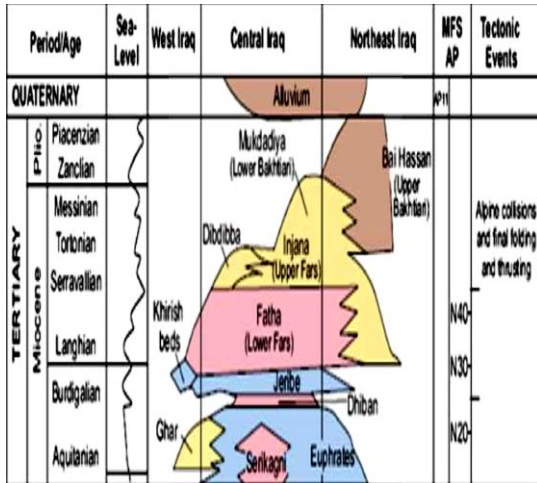 Period/Age
Sea-
Level
West Iraq
Central Iraq
Northeast Iraq
MFS
AP
Tectonic
Events
QUATERNARY
Alluvium
AP11
TERTIARY
Plio.
Piacenzian
Zanclian
Mukdadiya
(Lower Bakhtiari)
Bai Hassan
(Upper
Bakhtiari)
Miocene
Messinian
Tortonian
Serravallian
Langhian
Burdigalian
Aquitanian
Dibdibba
Injana
(Upper Fars)
Alpine collisions
and final folding
and thrusting
Khirish
beds
Fatha
(Lower Fars)
N40
N30
Jeribe
Dhiban
Ghar
Serikagni
Euphrates
N20